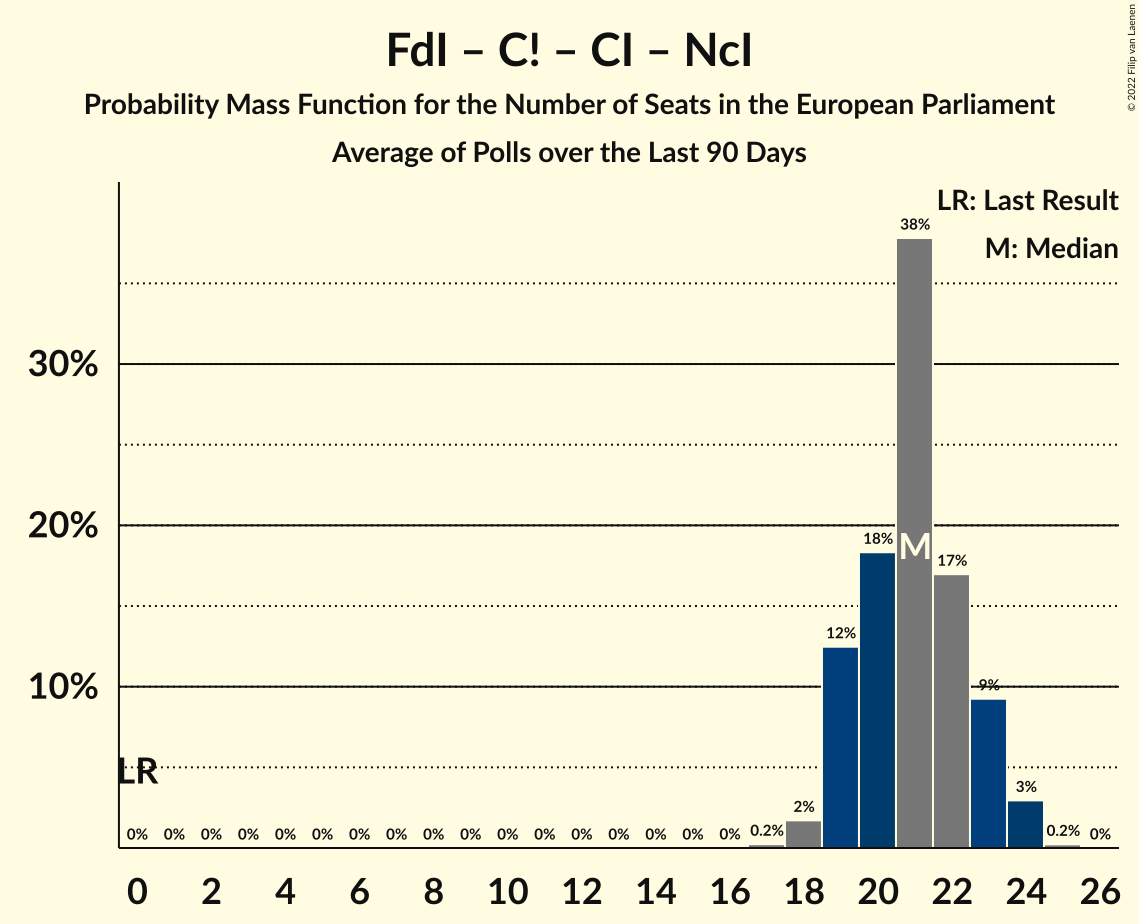 FdI – C! – CI – NcI
Probability Mass Function for the Number of Seats in the European Parliament
Average of Polls over the Last 90 Days
© 2022 Filip van Laenen
LR: Last Result
M: Median
38%
30%
20%
18%
M
17%
12%
10%
9%
LR
3%
2%
0% 0% 0% 0% 0% 0% 0% 0% 0% 0% 0% 0% 0% 0% 0% 0% 0% 0.2% 0.2% 0%
0 2 4 6 8 10 12 14 16 18 20 22 24 26